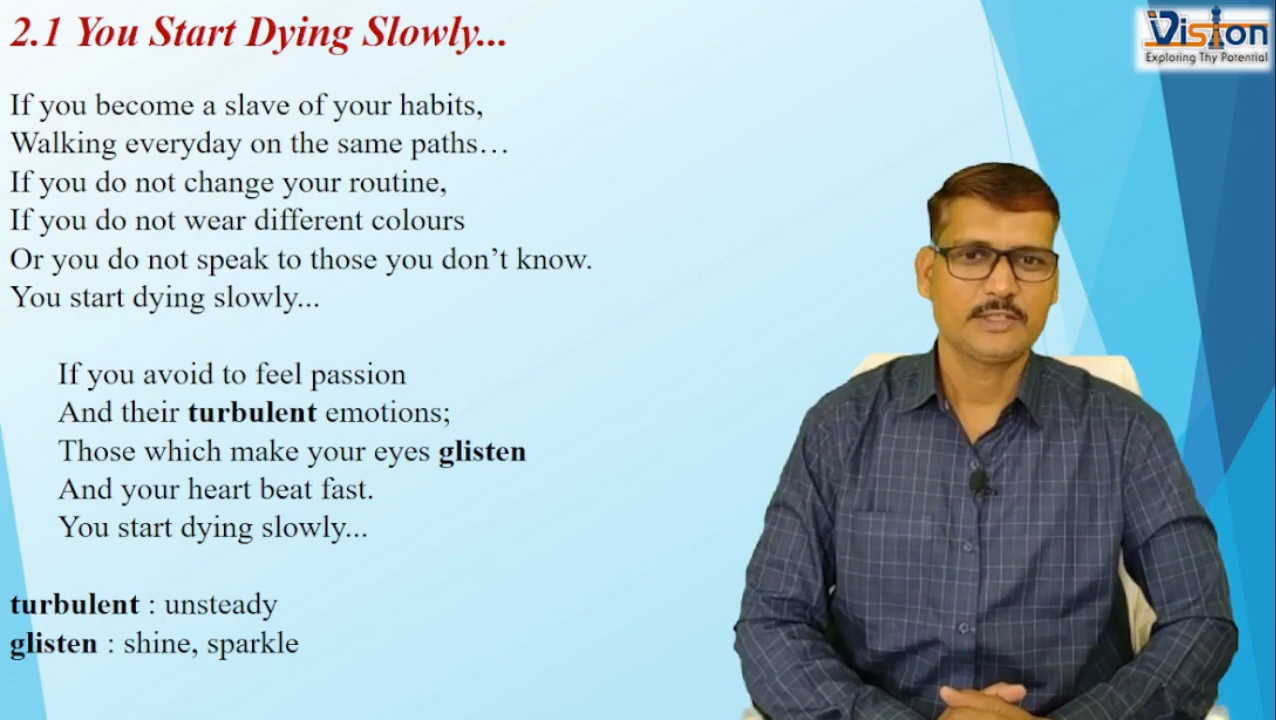 2.1 You Start Dying Slowly...
VISION
Exploring Thy Potential
If you become a slave of your habits,
Walking everyday on the same paths…
If you do not change your routine,
If you do not wear different colours
Or you do not speak to those you don’t know.
You start dying slowly...
If you avoid to feel passion
And their turbulent emotions;
Those which make your eyes glisten
And your heart beat fast.
You start dying slowly...
turbulent : unsteady
glisten : shine, sparkle